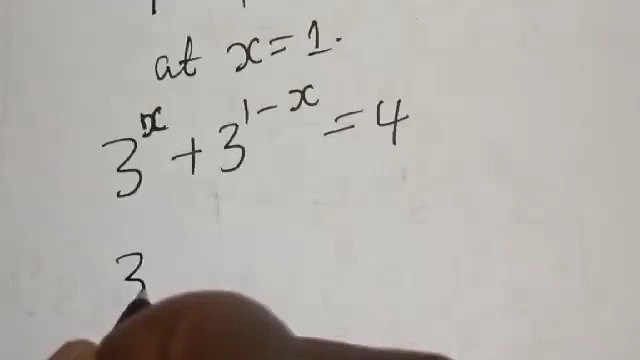 at x = 1.
3^x + 3^{1-x} = 4
3